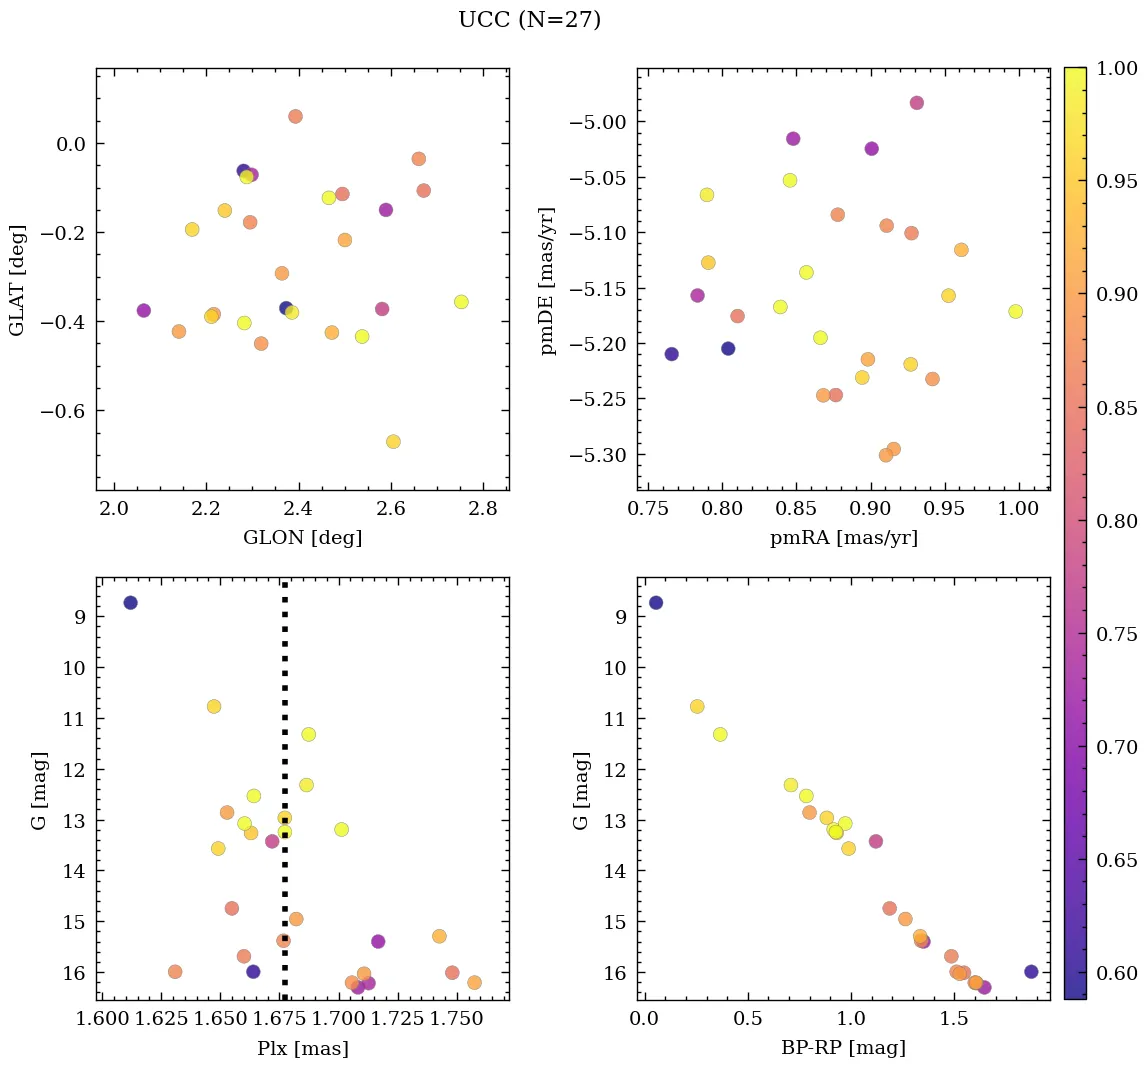 UCC (N=27)
0.0
−0.2
−0.4
−0.6
GLAT [deg]
2.0 2.2 2.4 2.6 2.8
GLON [deg]
−5.00
−5.05
−5.10
−5.15
−5.20
−5.25
−5.30
pmDE [mas/yr]
0.75 0.80 0.85 0.90 0.95 1.00
pmRA [mas/yr]
9
10
11
12
13
14
15
16
G [mag]
1.600 1.625 1.650 1.675 1.700 1.725 1.750
Plx [mas]
9
10
11
12
13
14
15
16
G [mag]
0.0 0.5 1.0 1.5
BP-RP [mag]
1.00
0.95
0.90
0.85
0.80
0.75
0.70
0.65
0.60